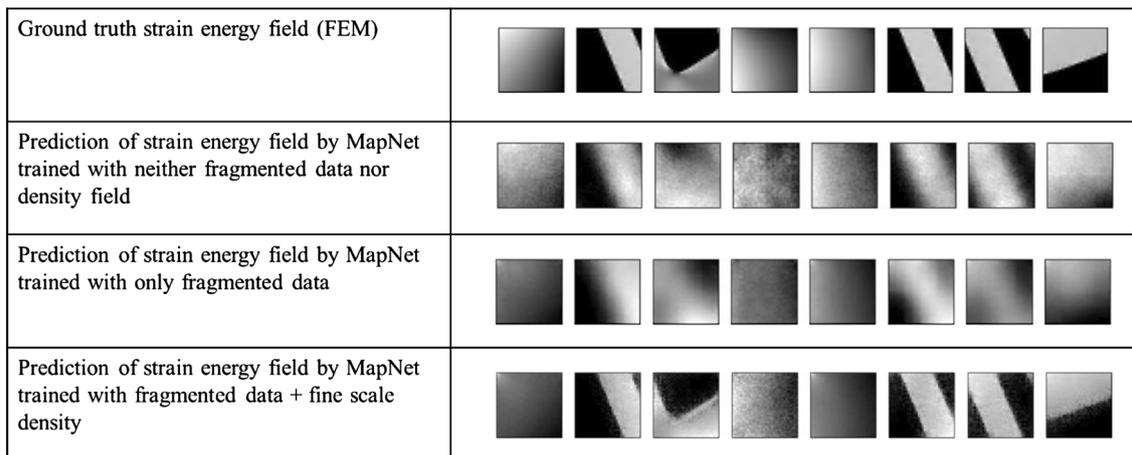 Ground truth strain energy field (FEM)
Prediction of strain energy field by MapNet
trained with neither fragmented data nor
density field
Prediction of strain energy field by MapNet
trained with only fragmented data
Prediction of strain energy field by MapNet
trained with fragmented data + fine scale
density